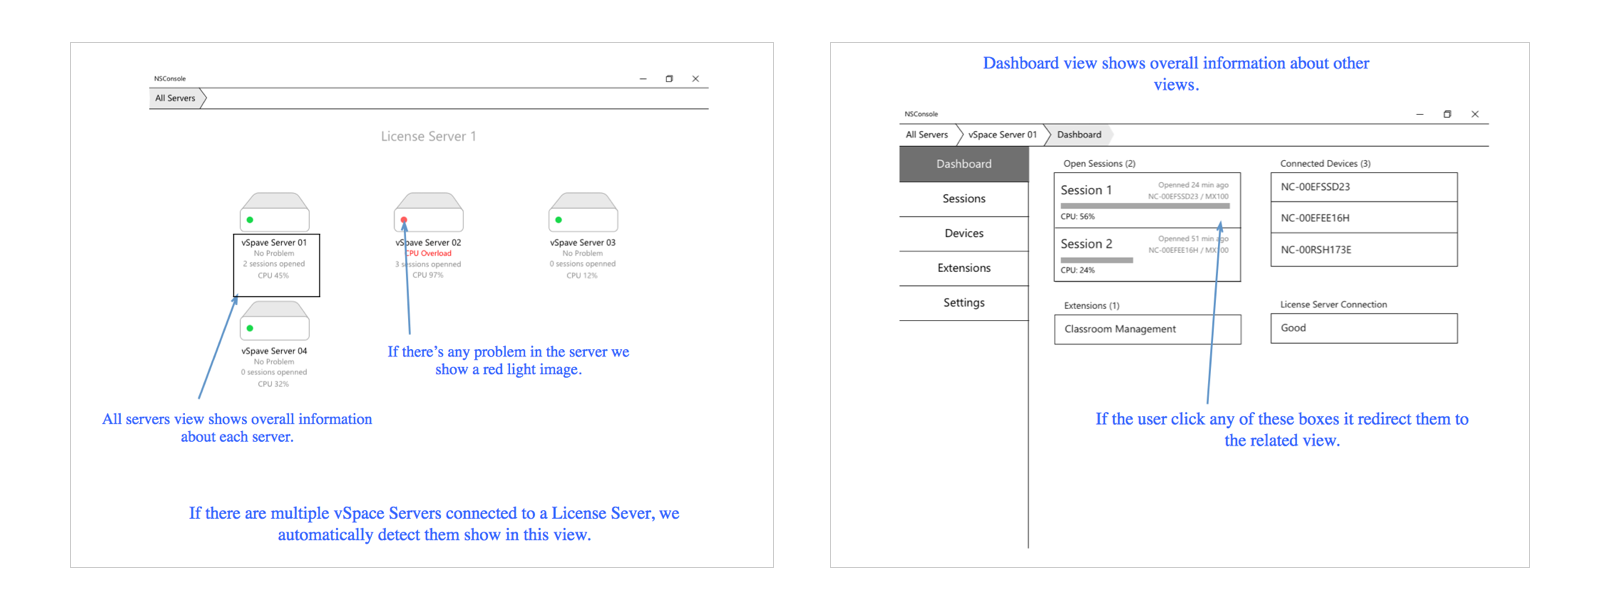 NSConsole
All Servers
License Server 1
vSpave Server 01
No Problem
2 sessions openned
CPU 45%
vSpave Server 02
CPU Overload
3 sessions openned
CPU 97%
vSpave Server 03
No Problem
0 sessions openned
CPU 12%
vSpave Server 04
No Problem
0 sessions openned
CPU 32%
If there's any problem in the server we
show a red light image.
All servers view shows overall information
about each server.
If there are multiple vSpace Servers connected to a License Sever, we
automatically detect them show in this view.
Dashboard view shows overall information about other
views.
NSConsole
All Servers vSpace Server 01 Dashboard
Dashboard
Sessions
Devices
Extensions
Settings
Open Sessions (2)
Session 1
Openned 24 min ago
NC-00EFSSD23 / MX100
CPU: 56%
Session 2
Openned 51 min ago
NC-00EFEE16H / MX100
CPU: 24%
Connected Devices (3)
NC-00EFSSD23
NC-00EFEE16H
NC-00RSH173E
Extensions (1)
Classroom Management
License Server Connection
Good
If the user click any of these boxes it redirect them to
the related view.